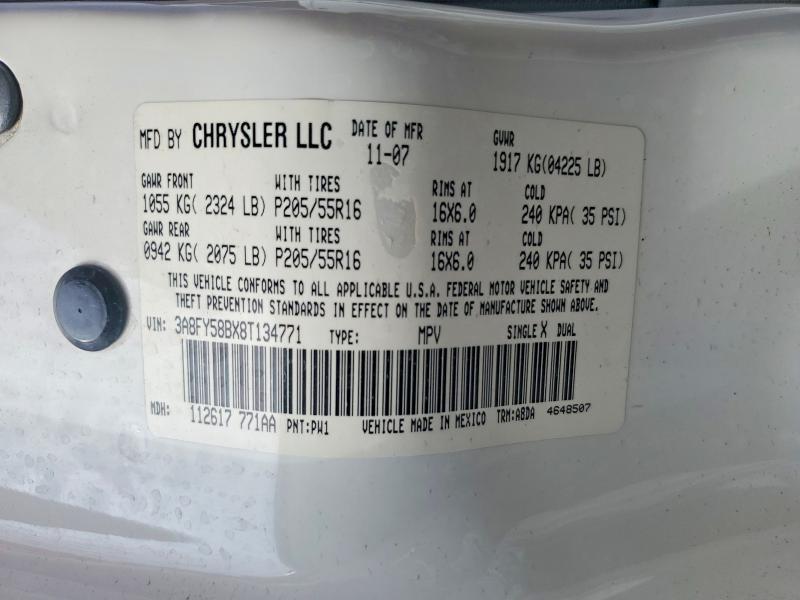 MFD BY CHRYSLER LLC DATE OF MFR 11-07 GVWR 1917 KG(04225 LB)
GAWR FRONT WITH TIRES RIMS AT COLD
1055 KG( 2324 LB) P205/55R16 16X6.0 240 KPA( 35 PSI)
GAWR REAR WITH TIRES RIMS AT COLD
0942 KG( 2075 LB) P205/55R16 16X6.0 240 KPA( 35 PSI)
THIS VEHICLE CONFORMS TO ALL APPLICABLE U.S.A. FEDERAL MOTOR VEHICLE SAFETY AND
THEFT PREVENTION STANDARDS IN EFFECT ON THE DATE OF MANUFACTURE SHOWN ABOVE.
VIN: 3A8FY58BX8T134771 TYPE: MPV SINGLE X DUAL
MDH: 112617 771AA PNT:PW1 VEHICLE MADE IN MEXICO TRM:ABDA 4648507